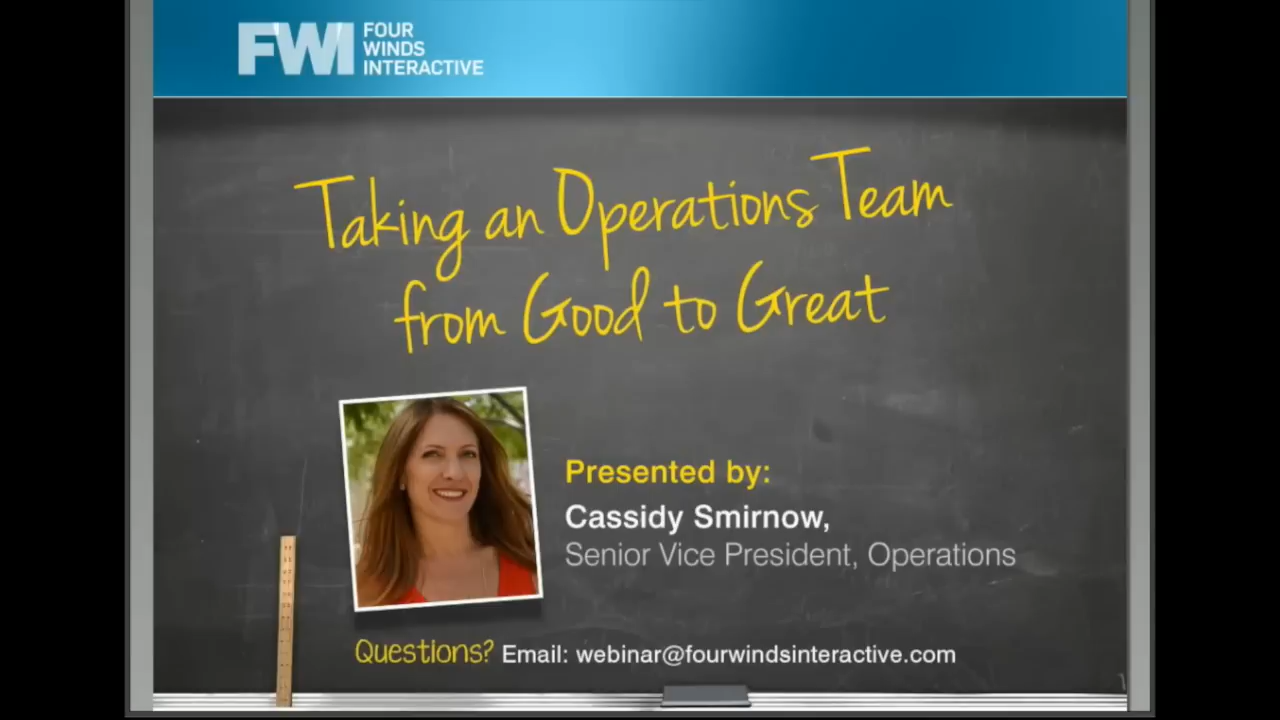 FWI
FOUR
WINDS
INTERACTIVE
Taking an Operations Team
from Good to Great
Presented by:
Cassidy Smirnow,
Senior Vice President, Operations
Questions? Email: webinar@fourwindsinteractive.com